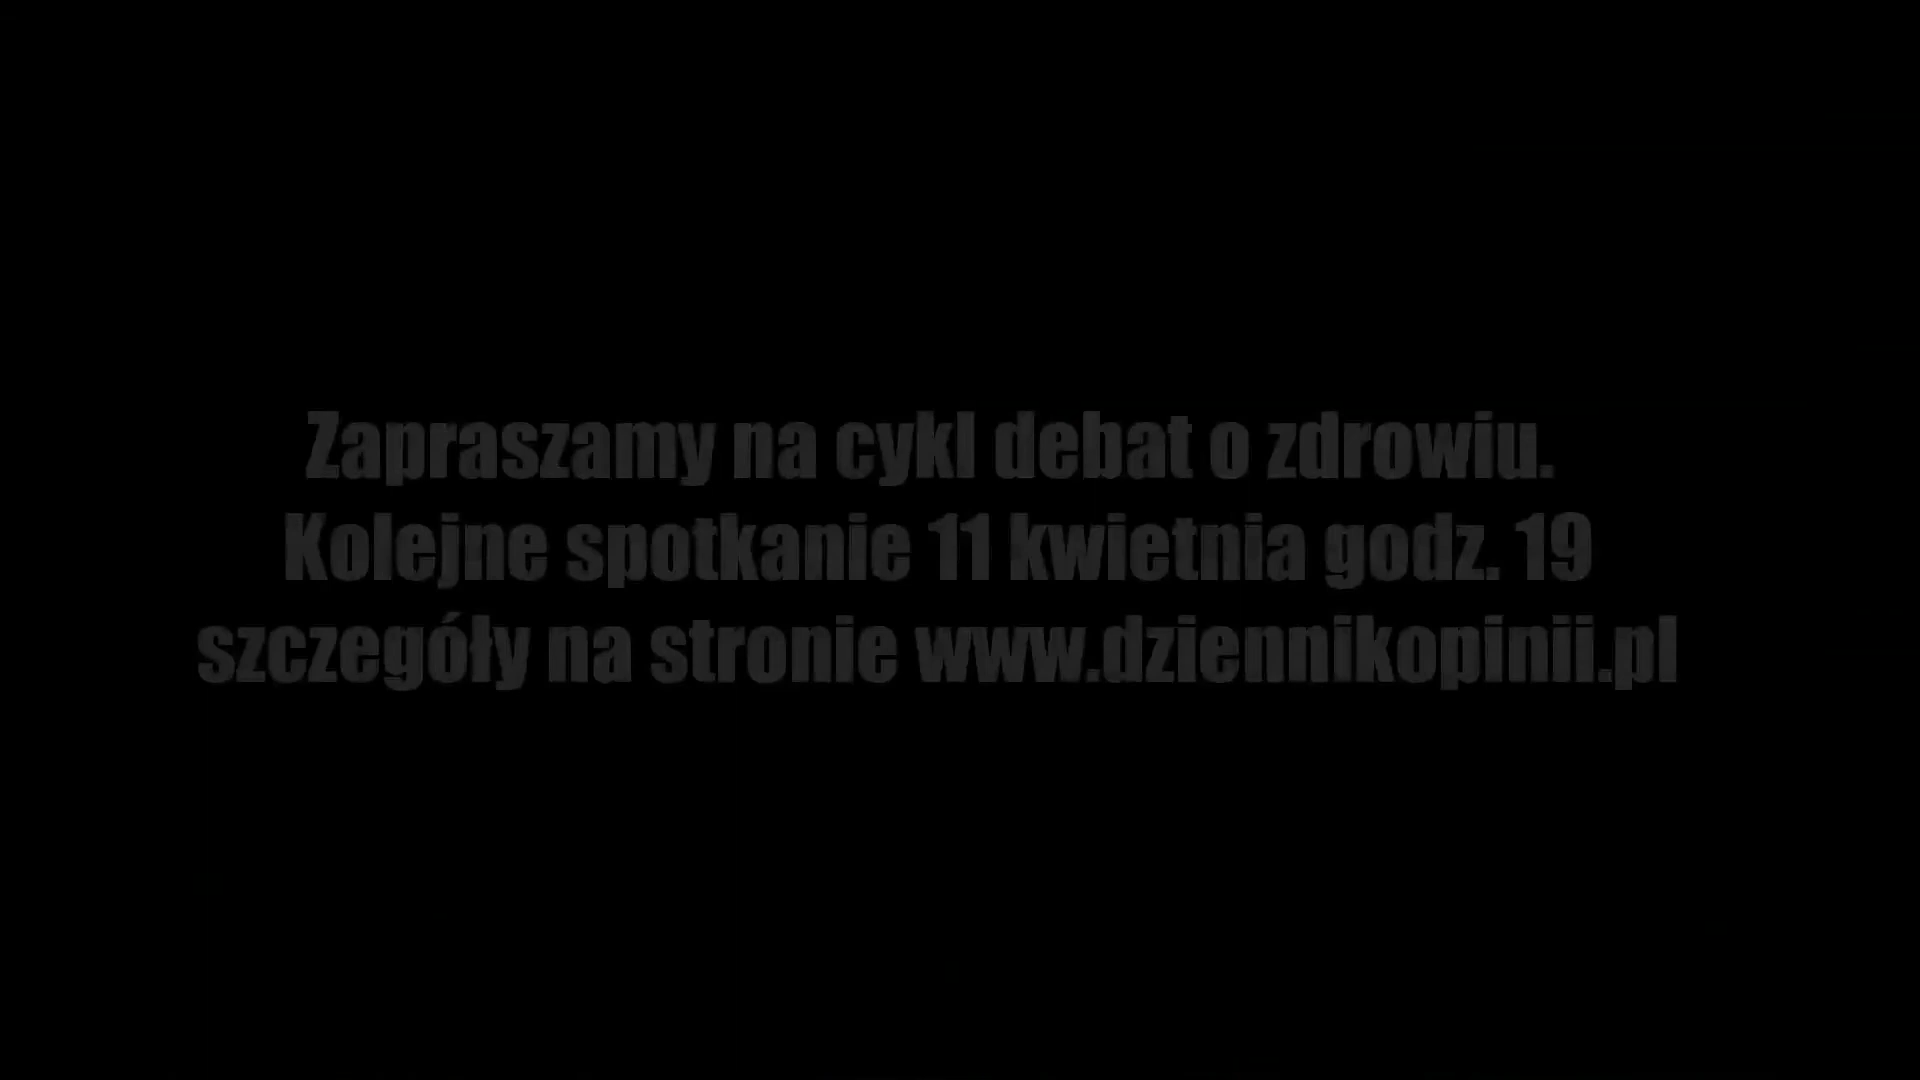 Zapraszamy na cykl debat o zdrowiu.
Kolejne spotkanie 11 kwietnia godz. 19
szczegóły na stronie www.dziennikopinii.pl